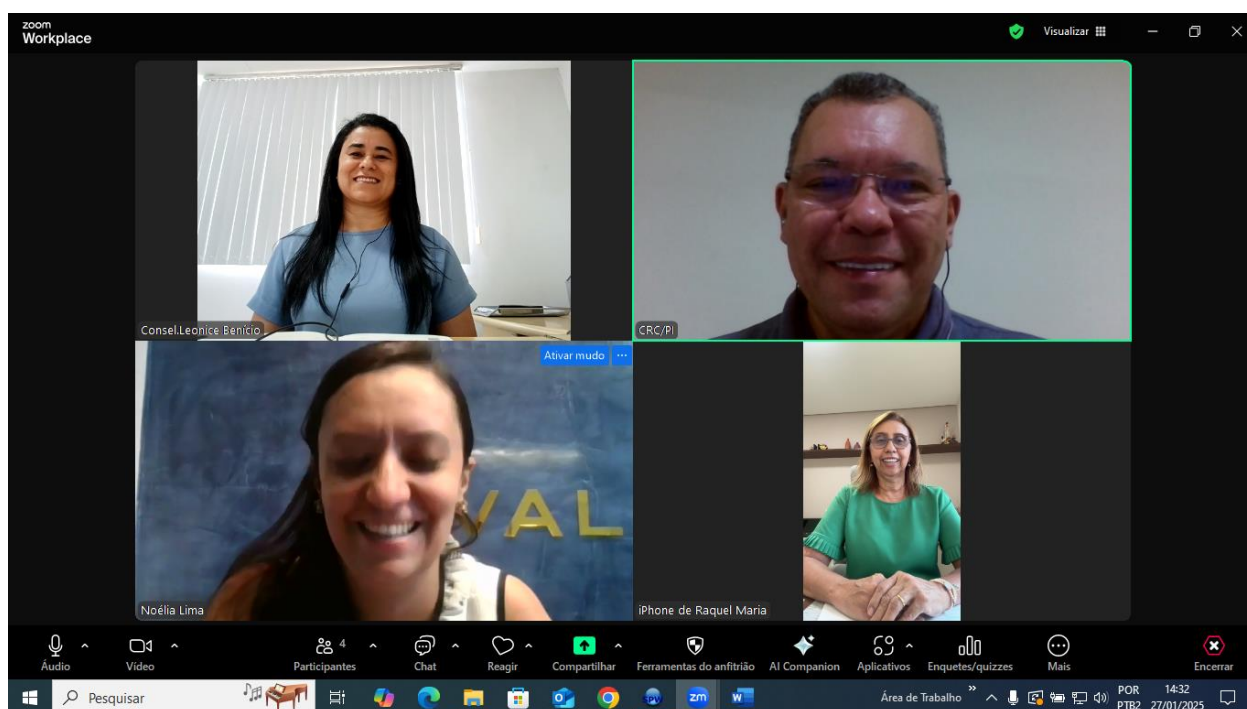 zoom
Workplace
Visualizar
Consel.Leonice Benício
CRC/PI
Ativar mudo
VAL
Noélia Lima
iPhone de Raquel Maria
Áudio
Vídeo
4
Participantes
Chat
Reagir
Compartilhar
Ferramentas do anfitrião
AI Companion
Aplicativos
Enquetes/quizzes
Mais
Encerrar
Pesquisar
SPW
zm
W
Área de Trabalho
POR
PTB2
14:32
27/01/2025